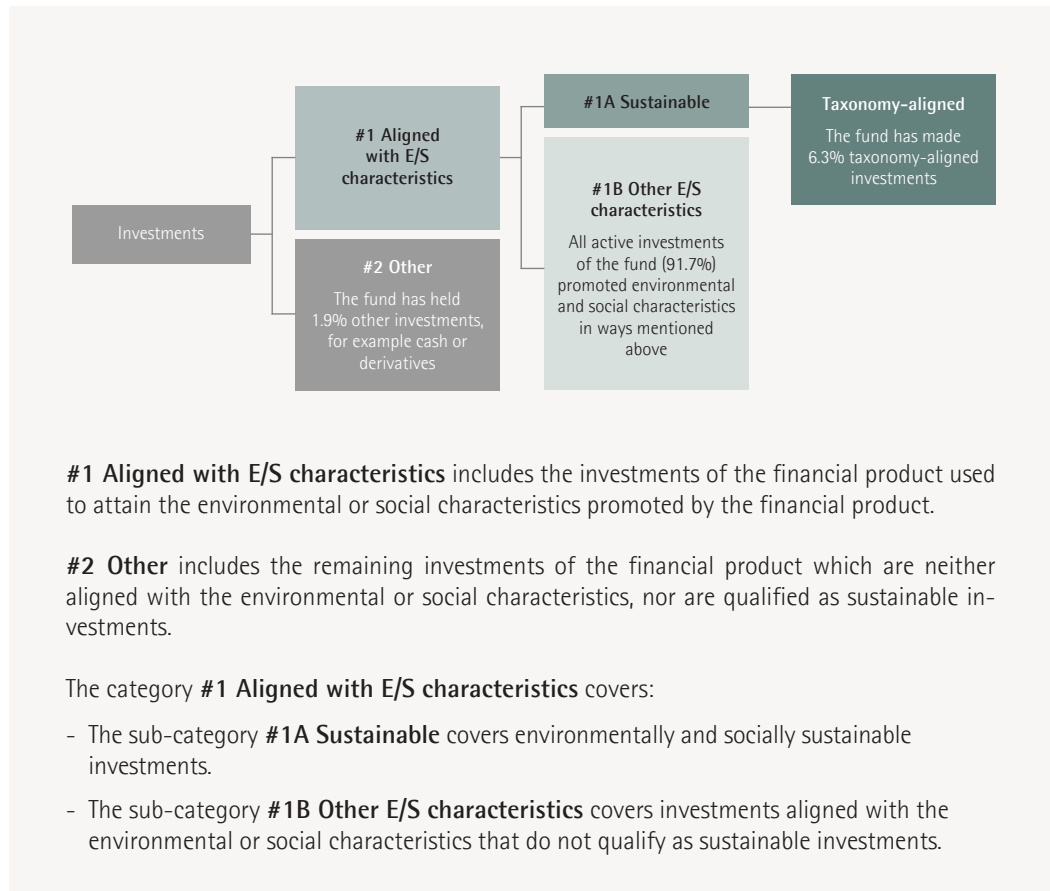 Investments
#1 Aligned
with E/S
characteristics
#2 Other
The fund has held
1.9% other investments,
for example cash or
derivatives
#1A Sustainable
#1B Other E/S
characteristics
All active investments
of the fund (91.7%)
promoted environmental
and social characteristics
in ways mentioned
above
Taxonomy-aligned
The fund has made
6.3% taxonomy-aligned
investments
#1 Aligned with E/S characteristics includes the investments of the financial product used
to attain the environmental or social characteristics promoted by the financial product.
#2 Other includes the remaining investments of the financial product which are neither
aligned with the environmental or social characteristics, nor are qualified as sustainable in-
vestments.
The category #1 Aligned with E/S characteristics covers:
- The sub-category #1A Sustainable covers environmentally and socially sustainable
investments.
- The sub-category #1B Other E/S characteristics covers investments aligned with the
environmental or social characteristics that do not qualify as sustainable investments.